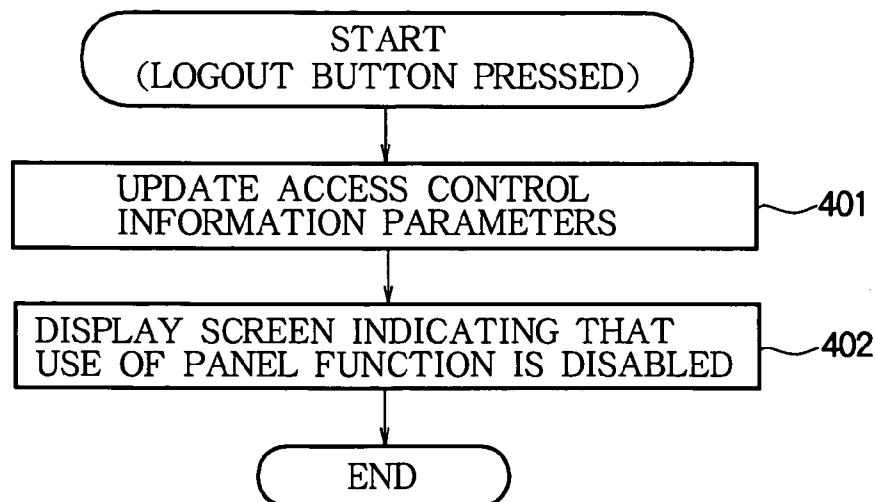 START
(LOGOUT BUTTON PRESSED)
UPDATE ACCESS CONTROL
INFORMATION PARAMETERS
401
DISPLAY SCREEN INDICATING THAT
USE OF PANEL FUNCTION IS DISABLED
402
END